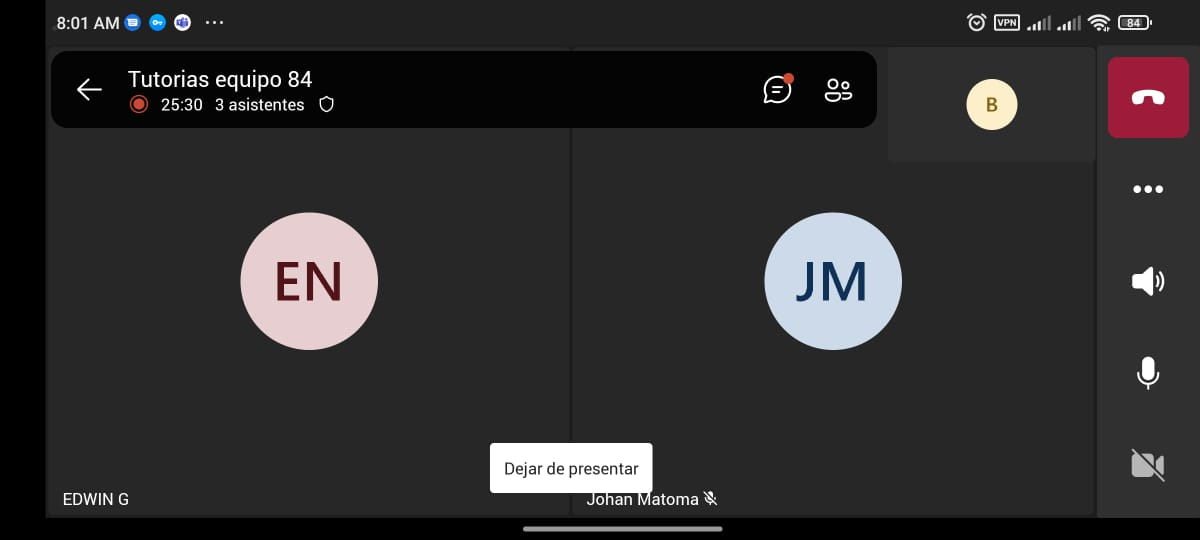 8:01 AM
VPN
84
Tutorias equipo 84
25:30 3 asistentes
B
EN
JM
Dejar de presentar
EDWIN G
Johan Matoma